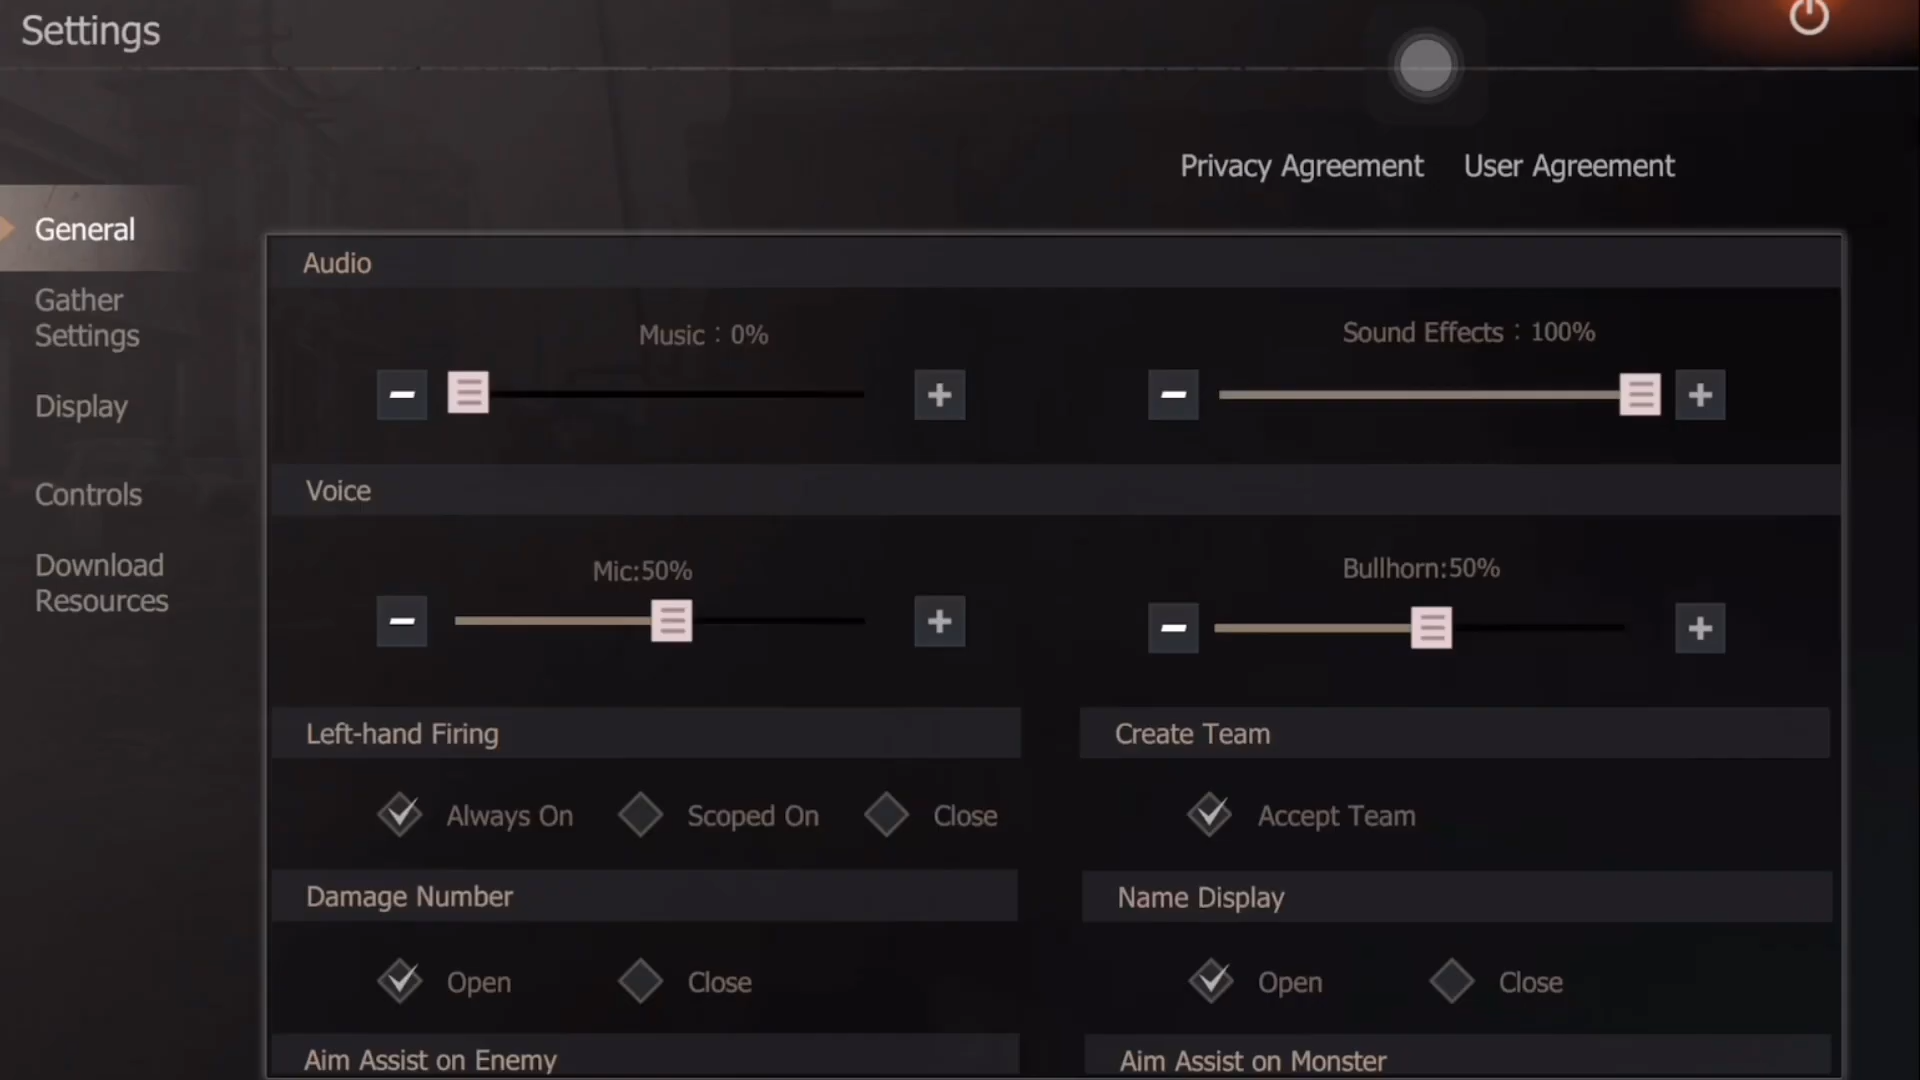 Settings
Privacy Agreement User Agreement
General
Gather
Settings
Display
Controls
Download
Resources
Audio
Music : 0%
Sound Effects : 100%
Voice
Mic:50%
Bullhorn:50%
Left-hand Firing
Create Team
Always On Scoped On Close
Accept Team
Damage Number
Name Display
Open Close
Open Close
Aim Assist on Enemy
Aim Assist on Monster